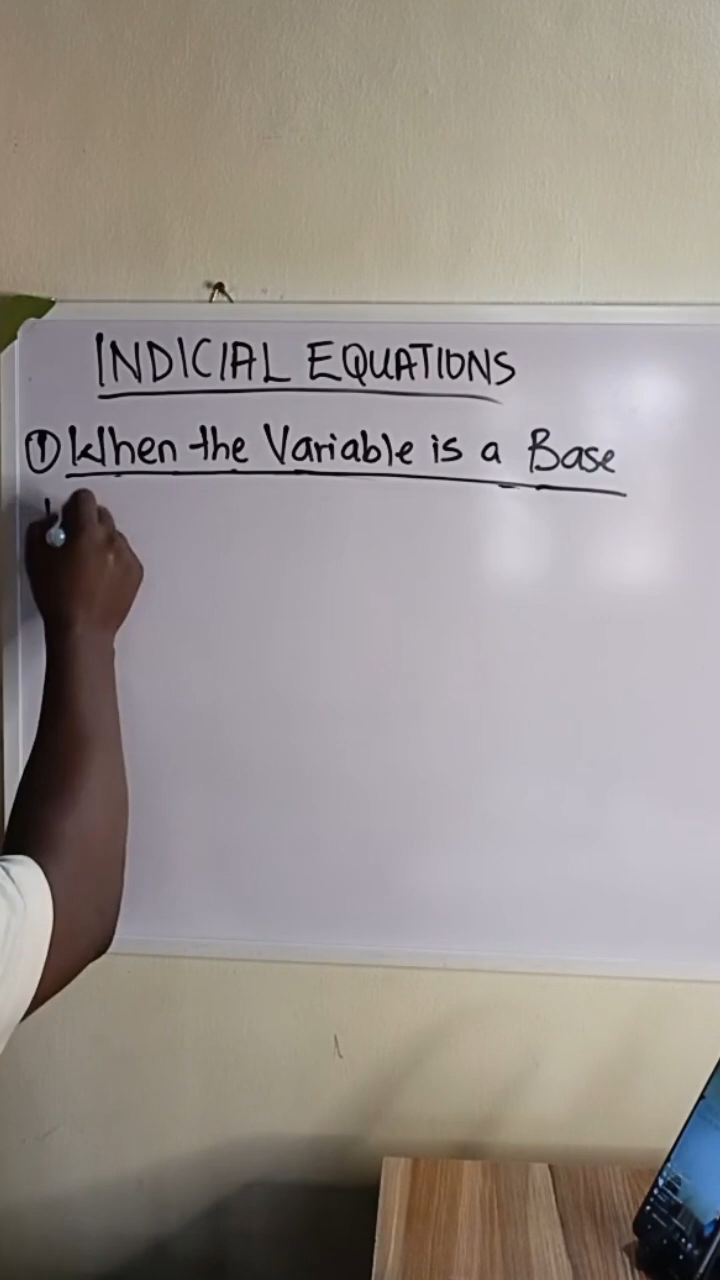 INDICIAL EQUATIONS
① When the Variable is a Base